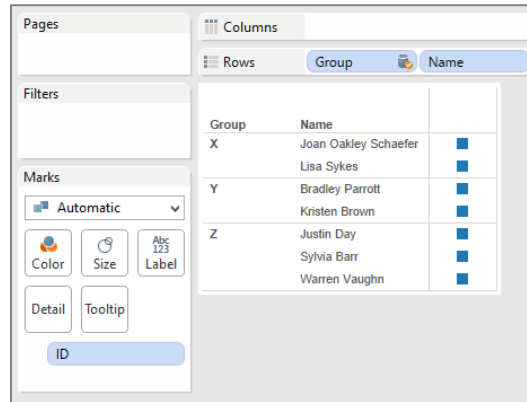 Pages
Columns
Rows
Group
Name
Filters
Group Name
X Joan Oakley Schaefer
Lisa Sykes
Y Bradley Parrott
Kristen Brown
Z Justin Day
Sylvia Barr
Warren Vaughn
Marks
Automatic
Color
Size
Abc
123
Label
Detail
Tooltip
ID